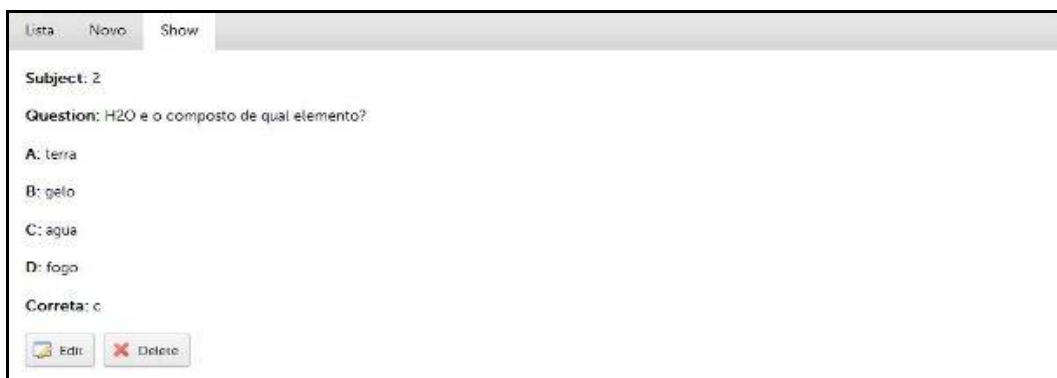 Lista Novo Show
Subject: 2
Question: H2O e o composto de qual elemento?
A: terra
B: gelo
C: agua
D: fogo
Correta: c
Edit Delete